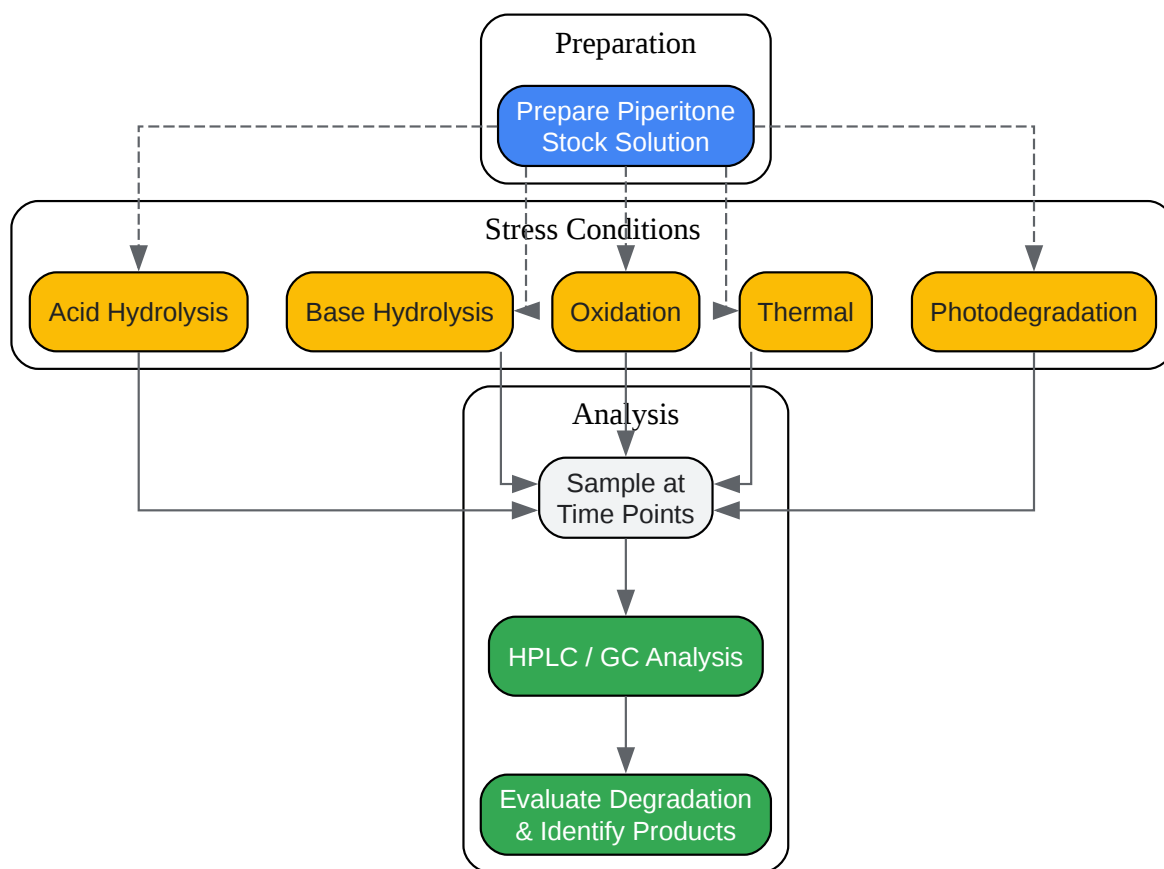 Preparation
Prepare Piperitone
Stock Solution
Stress Conditions
Acid Hydrolysis
Base Hydrolysis
Oxidation
Thermal
Photodegradation
Analysis
Sample at
Time Points
HPLC / GC Analysis
Evaluate Degradation
& Identify Products